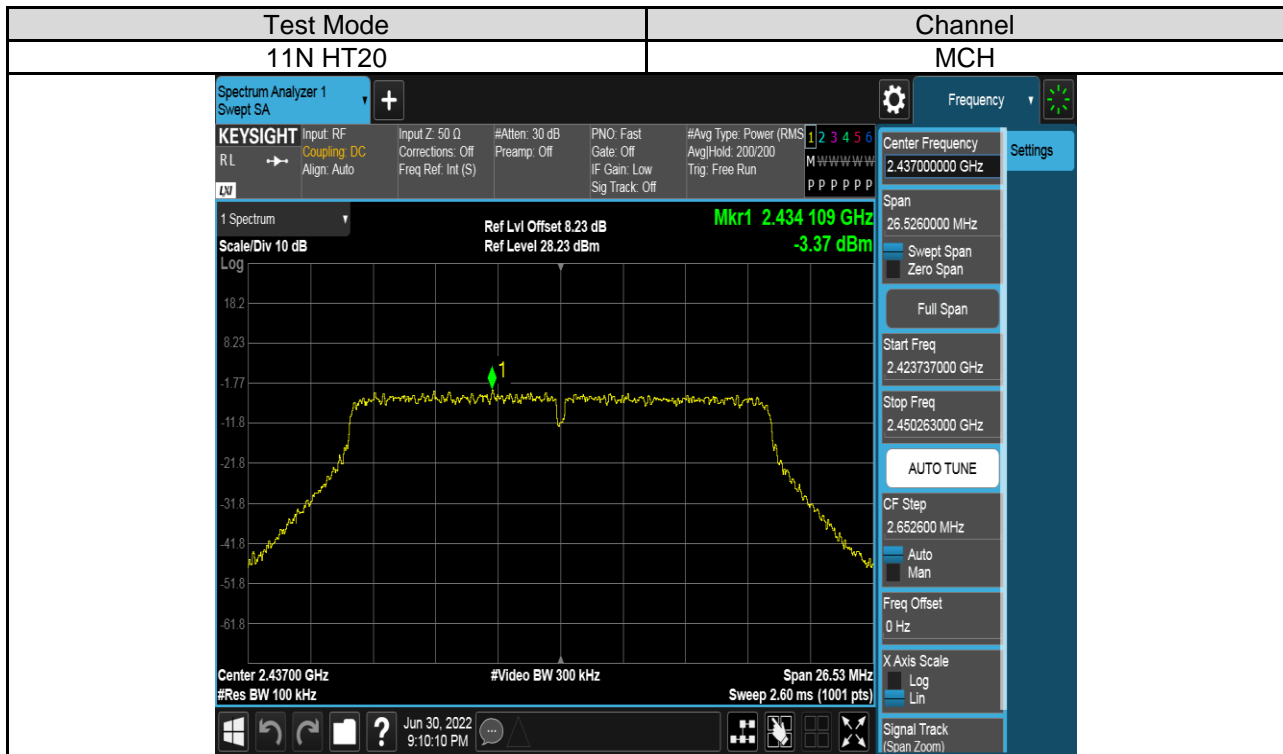 Test Mode Channel
11N HT20 MCH
Spectrum Analyzer 1
Swept SA
+
Frequency
KEYSIGHT
RL
LXI
Input: RF
Coupling: DC
Align: Auto
Input Z: 50 Ω
Corrections: Off
Freq Ref: Int (S)
#Atten: 30 dB
Preamp: Off
PNO: Fast
Gate: Off
IF Gain: Low
Sig Track: Off
#Avg Type: Power (RMS
Avg|Hold: 200/200
Trig: Free Run
1 2 3 4 5 6
M W W W W W
P P P P P P
1 Spectrum
Scale/Div 10 dB
Log
Ref Lvl Offset 8.23 dB
Ref Level 28.23 dBm
Mkr1 2.434 109 GHz
-3.37 dBm
18.2
8.23
-1.77
-11.8
-21.8
-31.8
-41.8
-51.8
-61.8
1
Center 2.43700 GHz
#Res BW 100 kHz
#Video BW 300 kHz
Span 26.53 MHz
Sweep 2.60 ms (1001 pts)
Center Frequency
2.437000000 GHz
Settings
Span
26.5260000 MHz
Swept Span
Zero Span
Full Span
Start Freq
2.423737000 GHz
Stop Freq
2.450263000 GHz
AUTO TUNE
CF Step
2.652600 MHz
Auto
Man
Freq Offset
0 Hz
X Axis Scale
Log
Lin
Signal Track
(Span Zoom)
?
Jun 30, 2022
9:10:10 PM